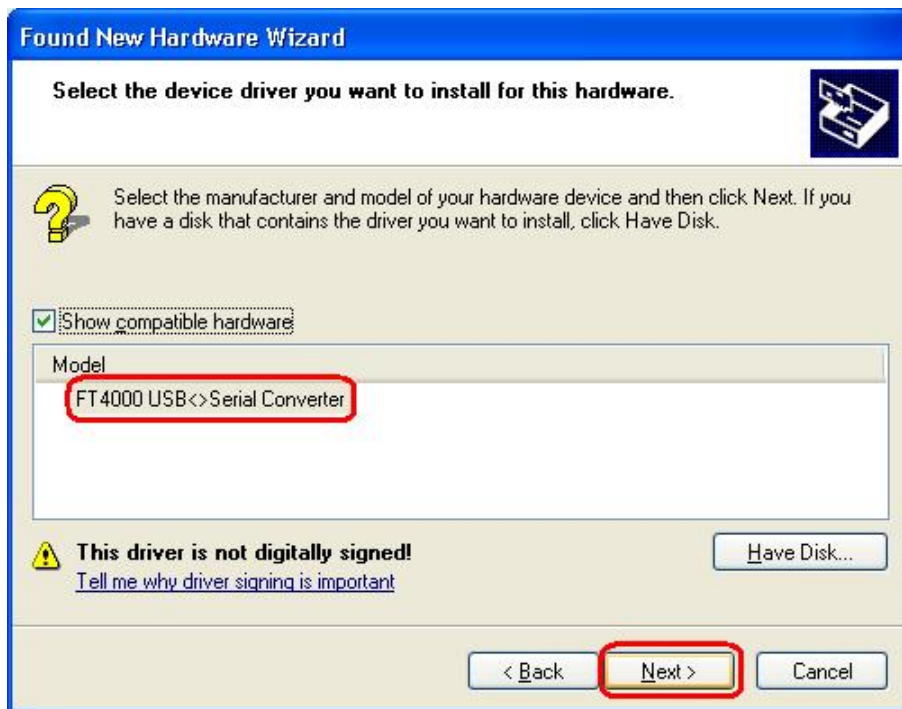 Found New Hardware Wizard
Select the device driver you want to install for this hardware.
Select the manufacturer and model of your hardware device and then click Next. If you
have a disk that contains the driver you want to install, click Have Disk.
Show compatible hardware
Model
FT4000 USB<>Serial Converter
This driver is not digitally signed!
Have Disk...
Tell me why driver signing is important
< Back
Next >
Cancel